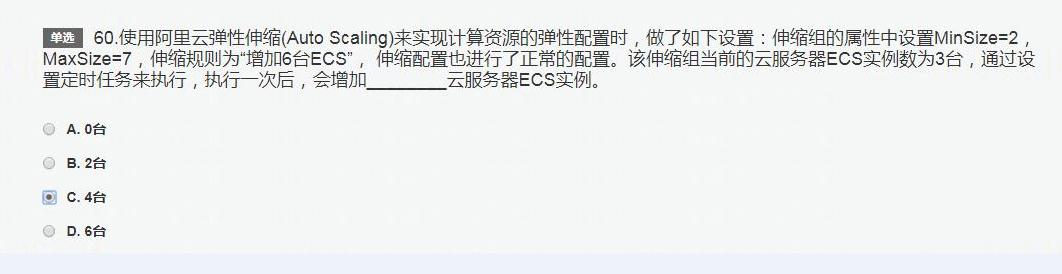 单选 60.使用阿里云弹性伸缩(Auto Scaling)来实现计算资源的弹性配置时，做了如下设置：伸缩组的属性中设置MinSize=2，
MaxSize=7，伸缩规则为“增加6台ECS”， 伸缩配置也进行了正常的配置。该伸缩组当前的云服务器ECS实例数为3台，通过设
置定时任务来执行，执行一次后，会增加________云服务器ECS实例。
A. 0台
B. 2台
C. 4台
D. 6台